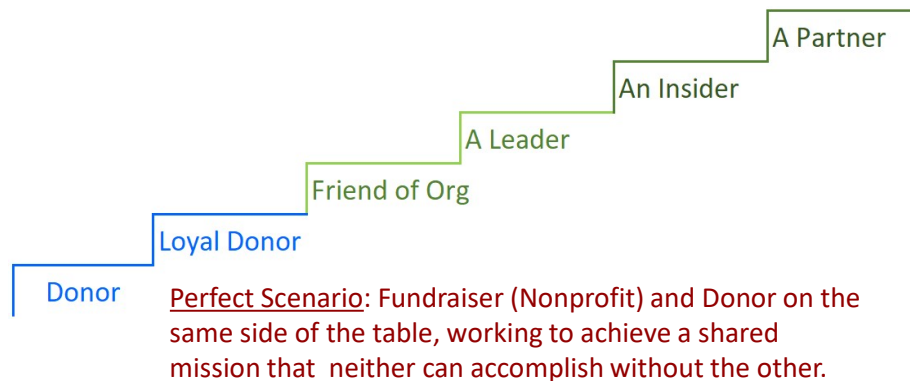 A Partner
An Insider
A Leader
Friend of Org
Loyal Donor
Donor
Perfect Scenario: Fundraiser (Nonprofit) and Donor on the
same side of the table, working to achieve a shared
mission that  neither can accomplish without the other.